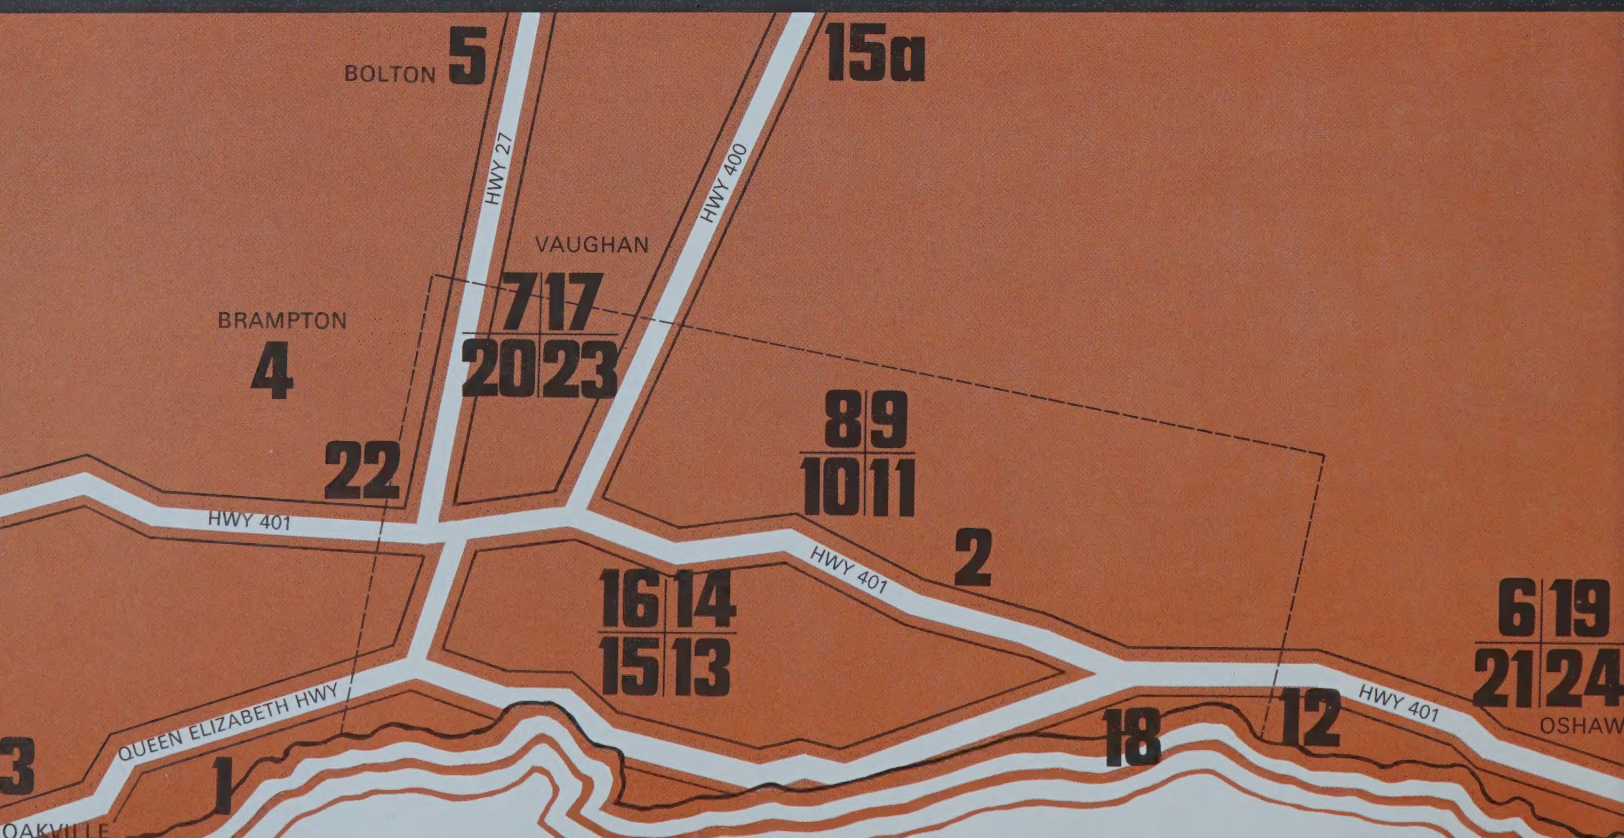 BOLTON 5
15a
HWY 27
HWY 400
VAUGHAN
7 17
20 23
BRAMPTON
4
8 9
10 11
22
HWY 401
HWY 401
2
16 14
15 13
6 19
21 24
HWY 401
OSHAW
QUEEN ELIZABETH HWY
12
18
3
1
OAKVILLE